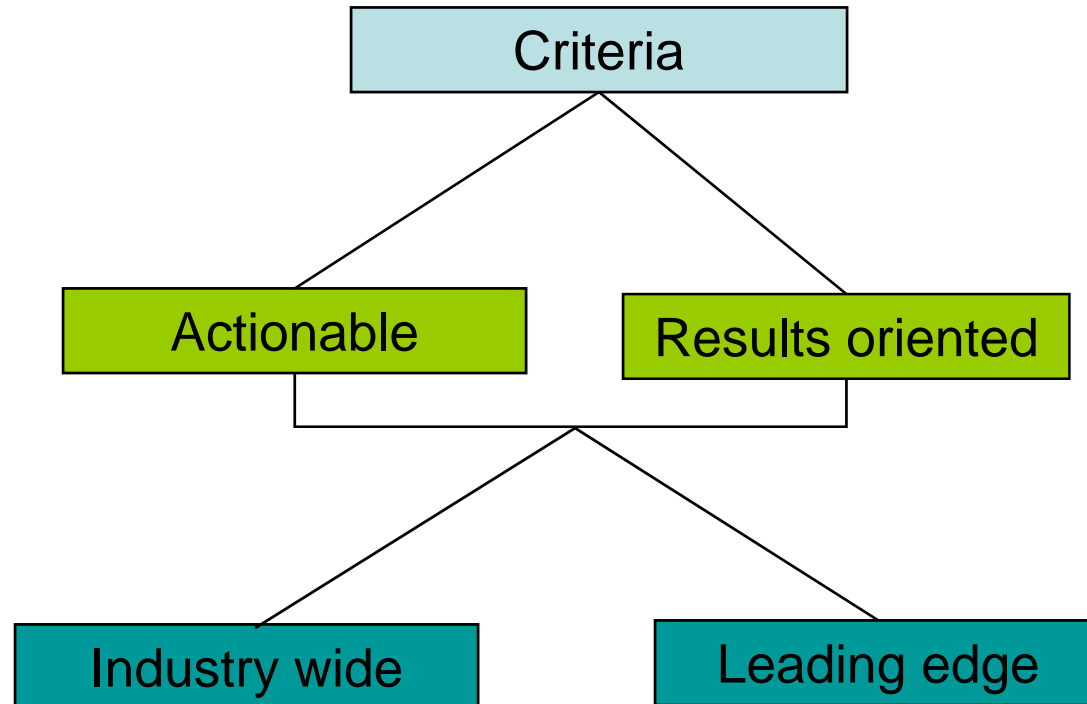 Criteria
Actionable
Results oriented
Industry wide
Leading edge